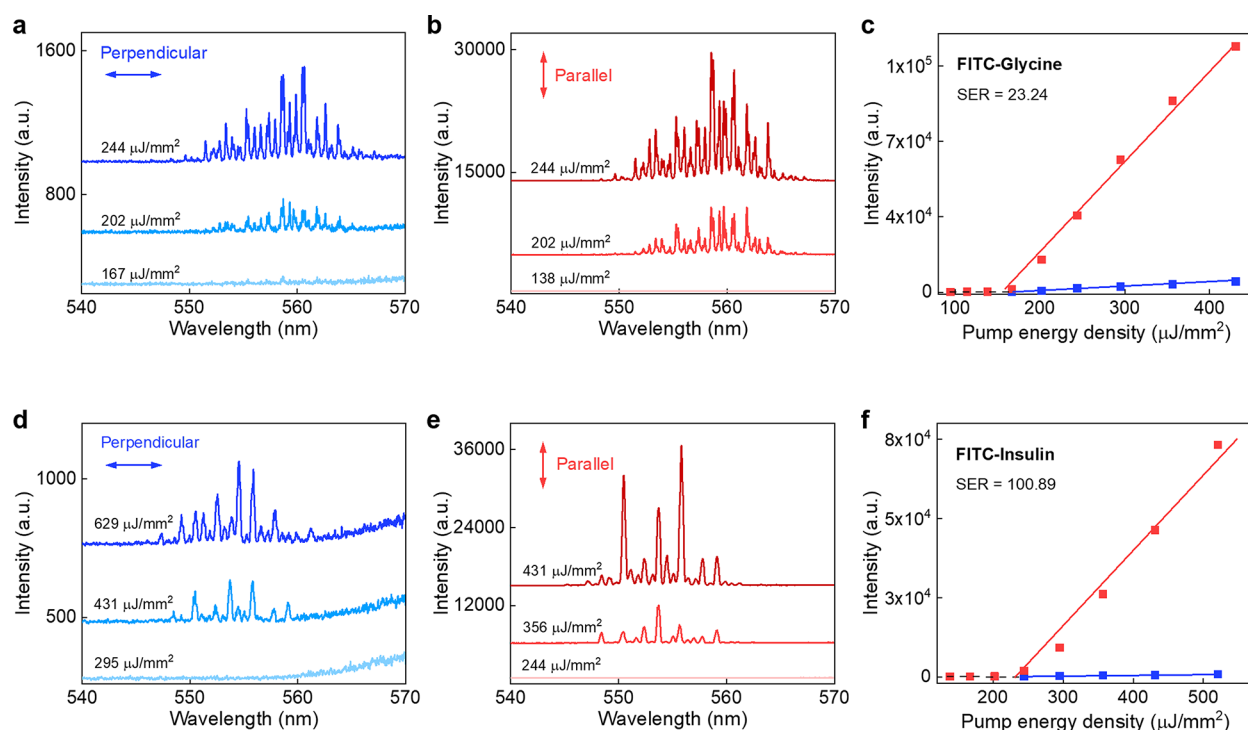 a
Perpendicular
1600
800
Intensity (a.u.)
244 μJ/mm²
202 μJ/mm²
167 μJ/mm²
540 550 560 570
Wavelength (nm)
b
Parallel
30000
15000
Intensity (a.u.)
244 μJ/mm²
202 μJ/mm²
138 μJ/mm²
540 550 560 570
Wavelength (nm)
c
FITC-Glycine
SER = 23.24
1x10⁵
7x10⁴
4x10⁴
0
Intensity (a.u.)
100 200 300 400
Pump energy density (μJ/mm²)
d
Perpendicular
1000
500
Intensity (a.u.)
629 μJ/mm²
431 μJ/mm²
295 μJ/mm²
540 550 560 570
Wavelength (nm)
e
Parallel
36000
24000
12000
Intensity (a.u.)
431 μJ/mm²
356 μJ/mm²
244 μJ/mm²
540 550 560 570
Wavelength (nm)
f
FITC-Insulin
SER = 100.89
8x10⁴
5x10⁴
3x10⁴
0
Intensity (a.u.)
200 300 400 500
Pump energy density (μJ/mm²)